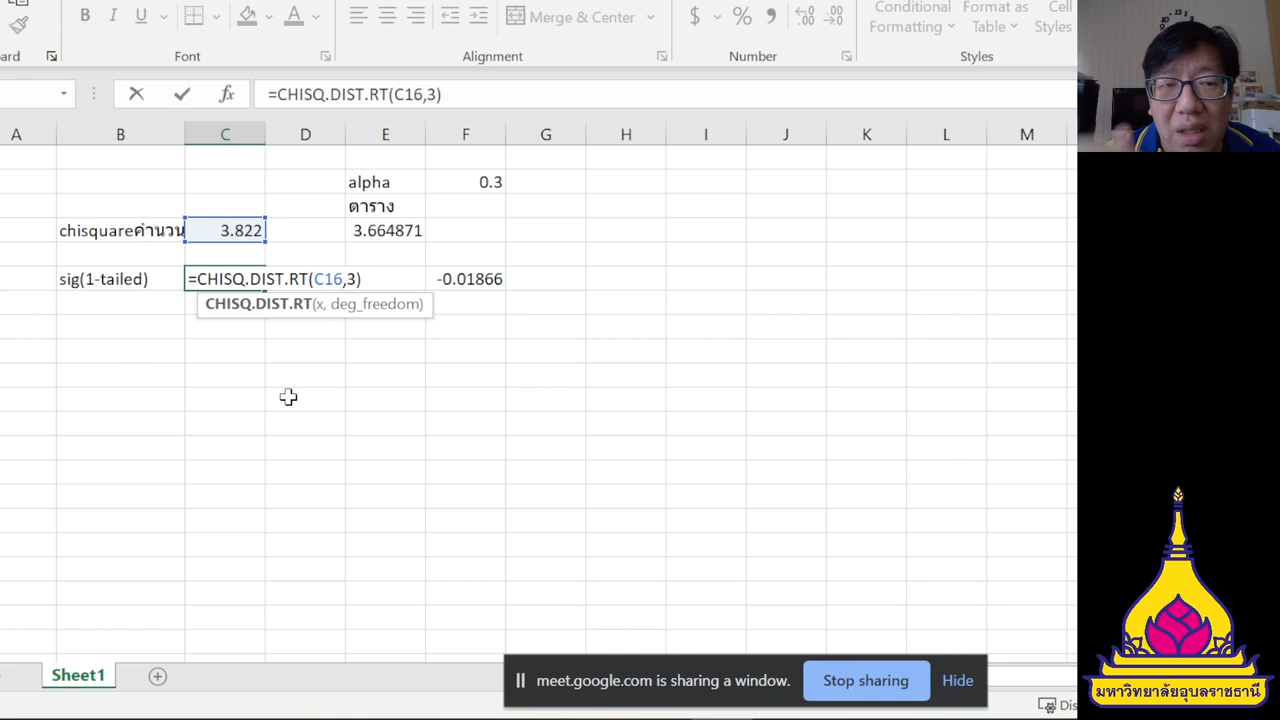 B I U A
Merge & Center
$ % ,
Conditional
Formatting
Format as
Table
Cell
Styles
ard
Font
Alignment
Number
Styles
fx =CHISQ.DIST.RT(C16,3)
A B C D E F G H I J K L M
alpha 0.3
ตาราง
chisquareคำนวน 3.822 3.664871
sig(1-tailed) =CHISQ.DIST.RT(C16,3) -0.01866
CHISQ.DIST.RT(x, deg_freedom)
Sheet1
meet.google.com is sharing a window. Stop sharing Hide
มหาวิทยาลัยอุบลราชธานี